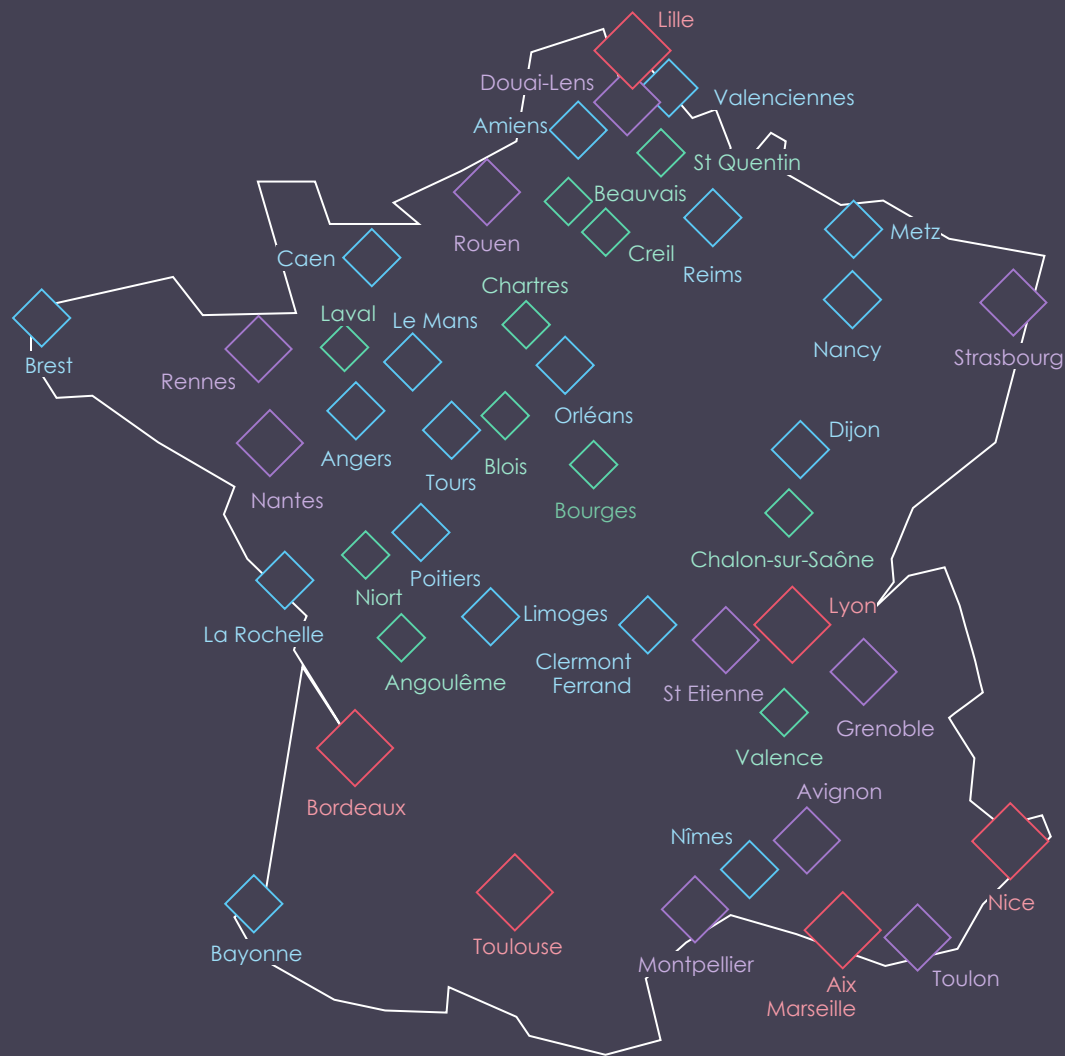 Lille
Douai-Lens
Valenciennes
Amiens
St Quentin
Beauvais
Rouen
Metz
Creil
Caen
Reims
Chartres
Laval
Le Mans
Nancy
Strasbourg
Brest
Rennes
Orléans
Dijon
Angers
Blois
Tours
Nantes
Bourges
Chalon-sur-Saône
Poitiers
Niort
Lyon
Limoges
La Rochelle
Clermont
Ferrand
Angoulême
St Etienne
Grenoble
Valence
Avignon
Bordeaux
Nîmes
Nice
Toulouse
Bayonne
Montpellier
Toulon
Aix
Marseille